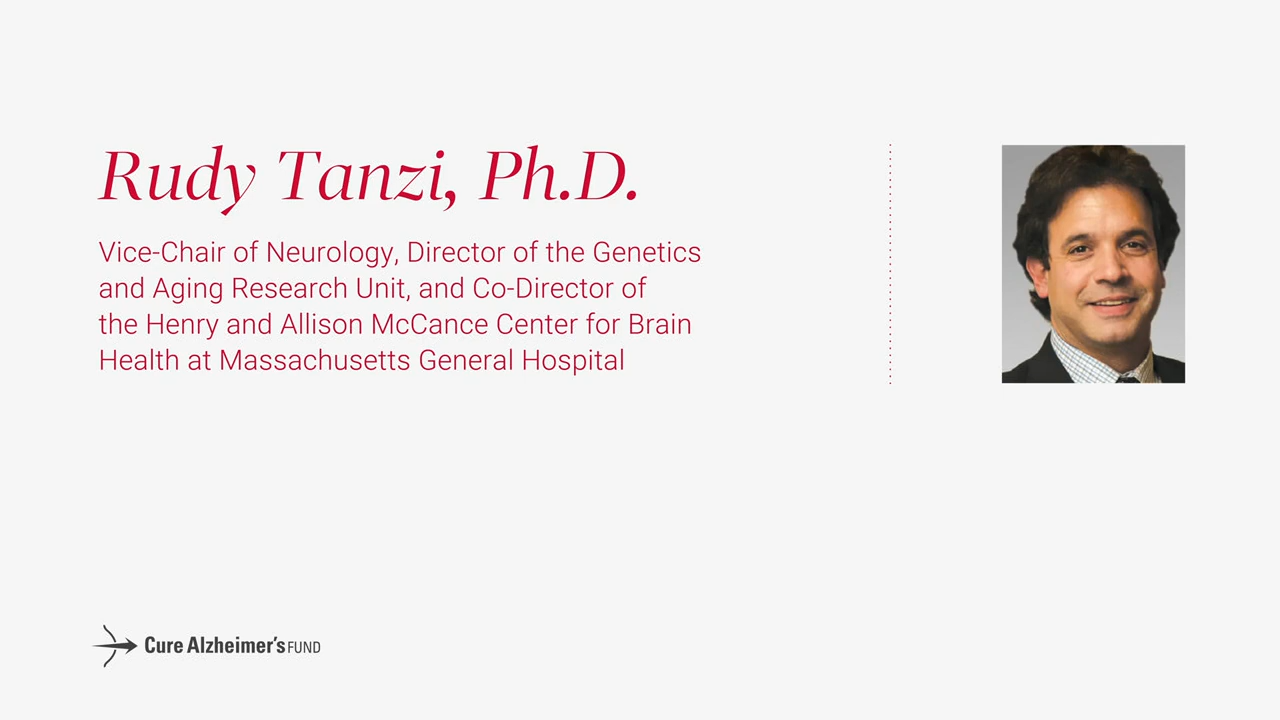 Rudy Tanzi, Ph.D.
Vice-Chair of Neurology, Director of the Genetics
and Aging Research Unit, and Co-Director of
the Henry and Allison McCance Center for Brain
Health at Massachusetts General Hospital
Cure Alzheimer's FUND